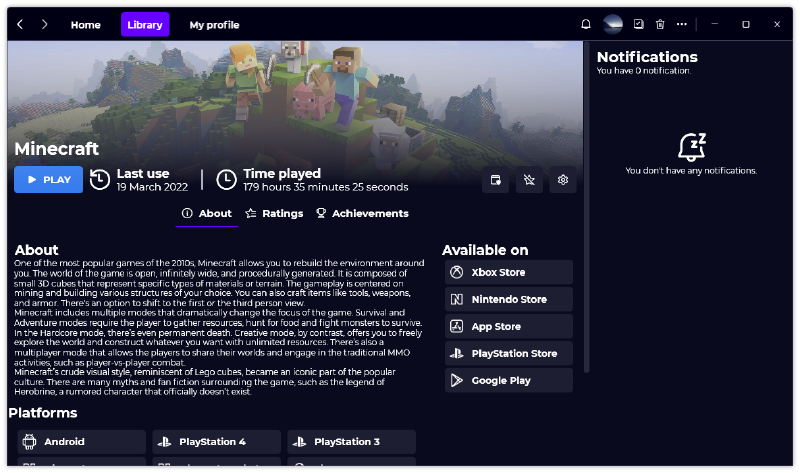 Home
Library
My profile
Notifications
You have 0 notification.
You don't have any notifications.
Minecraft
PLAY
Last use
19 March 2022
Time played
179 hours 35 minutes 25 seconds
About
Ratings
Achievements
About
One of the most popular games of the 2010s, Minecraft allows you to rebuild the environment around
you. The world of the game is open, infinitely wide, and procedurally generated. It is composed of
small 3D cubes that represent specific types of materials or terrain. The gameplay is centered on
mining and building various structures of your choice. You can also craft items like tools, weapons,
and armor. There's an option to shift to the first or the third person view.
Minecraft includes multiple modes that dramatically change the focus of the game. Survival and
Adventure modes require the player to gather resources, hunt for food and fight monsters to survive.
In the Hardcore mode, there's even permanent death. Creative mode, by contrast, offers you to freely
explore the world and construct whatever you want with unlimited resources. There's also a
multiplayer mode that allows the players to share their worlds and engage in the traditional MMO
activities, such as player-vs-player combat.
Minecraft's crude visual style, reminiscent of Lego cubes, became an iconic part of the popular
culture. There are many myths and fan fiction surrounding the game, such as the legend of
Herobrine, a rumored character that officially doesn't exist.
Available on
Xbox Store
Nintendo Store
App Store
PlayStation Store
Google Play
Platforms
Android
PlayStation 4
PlayStation 3